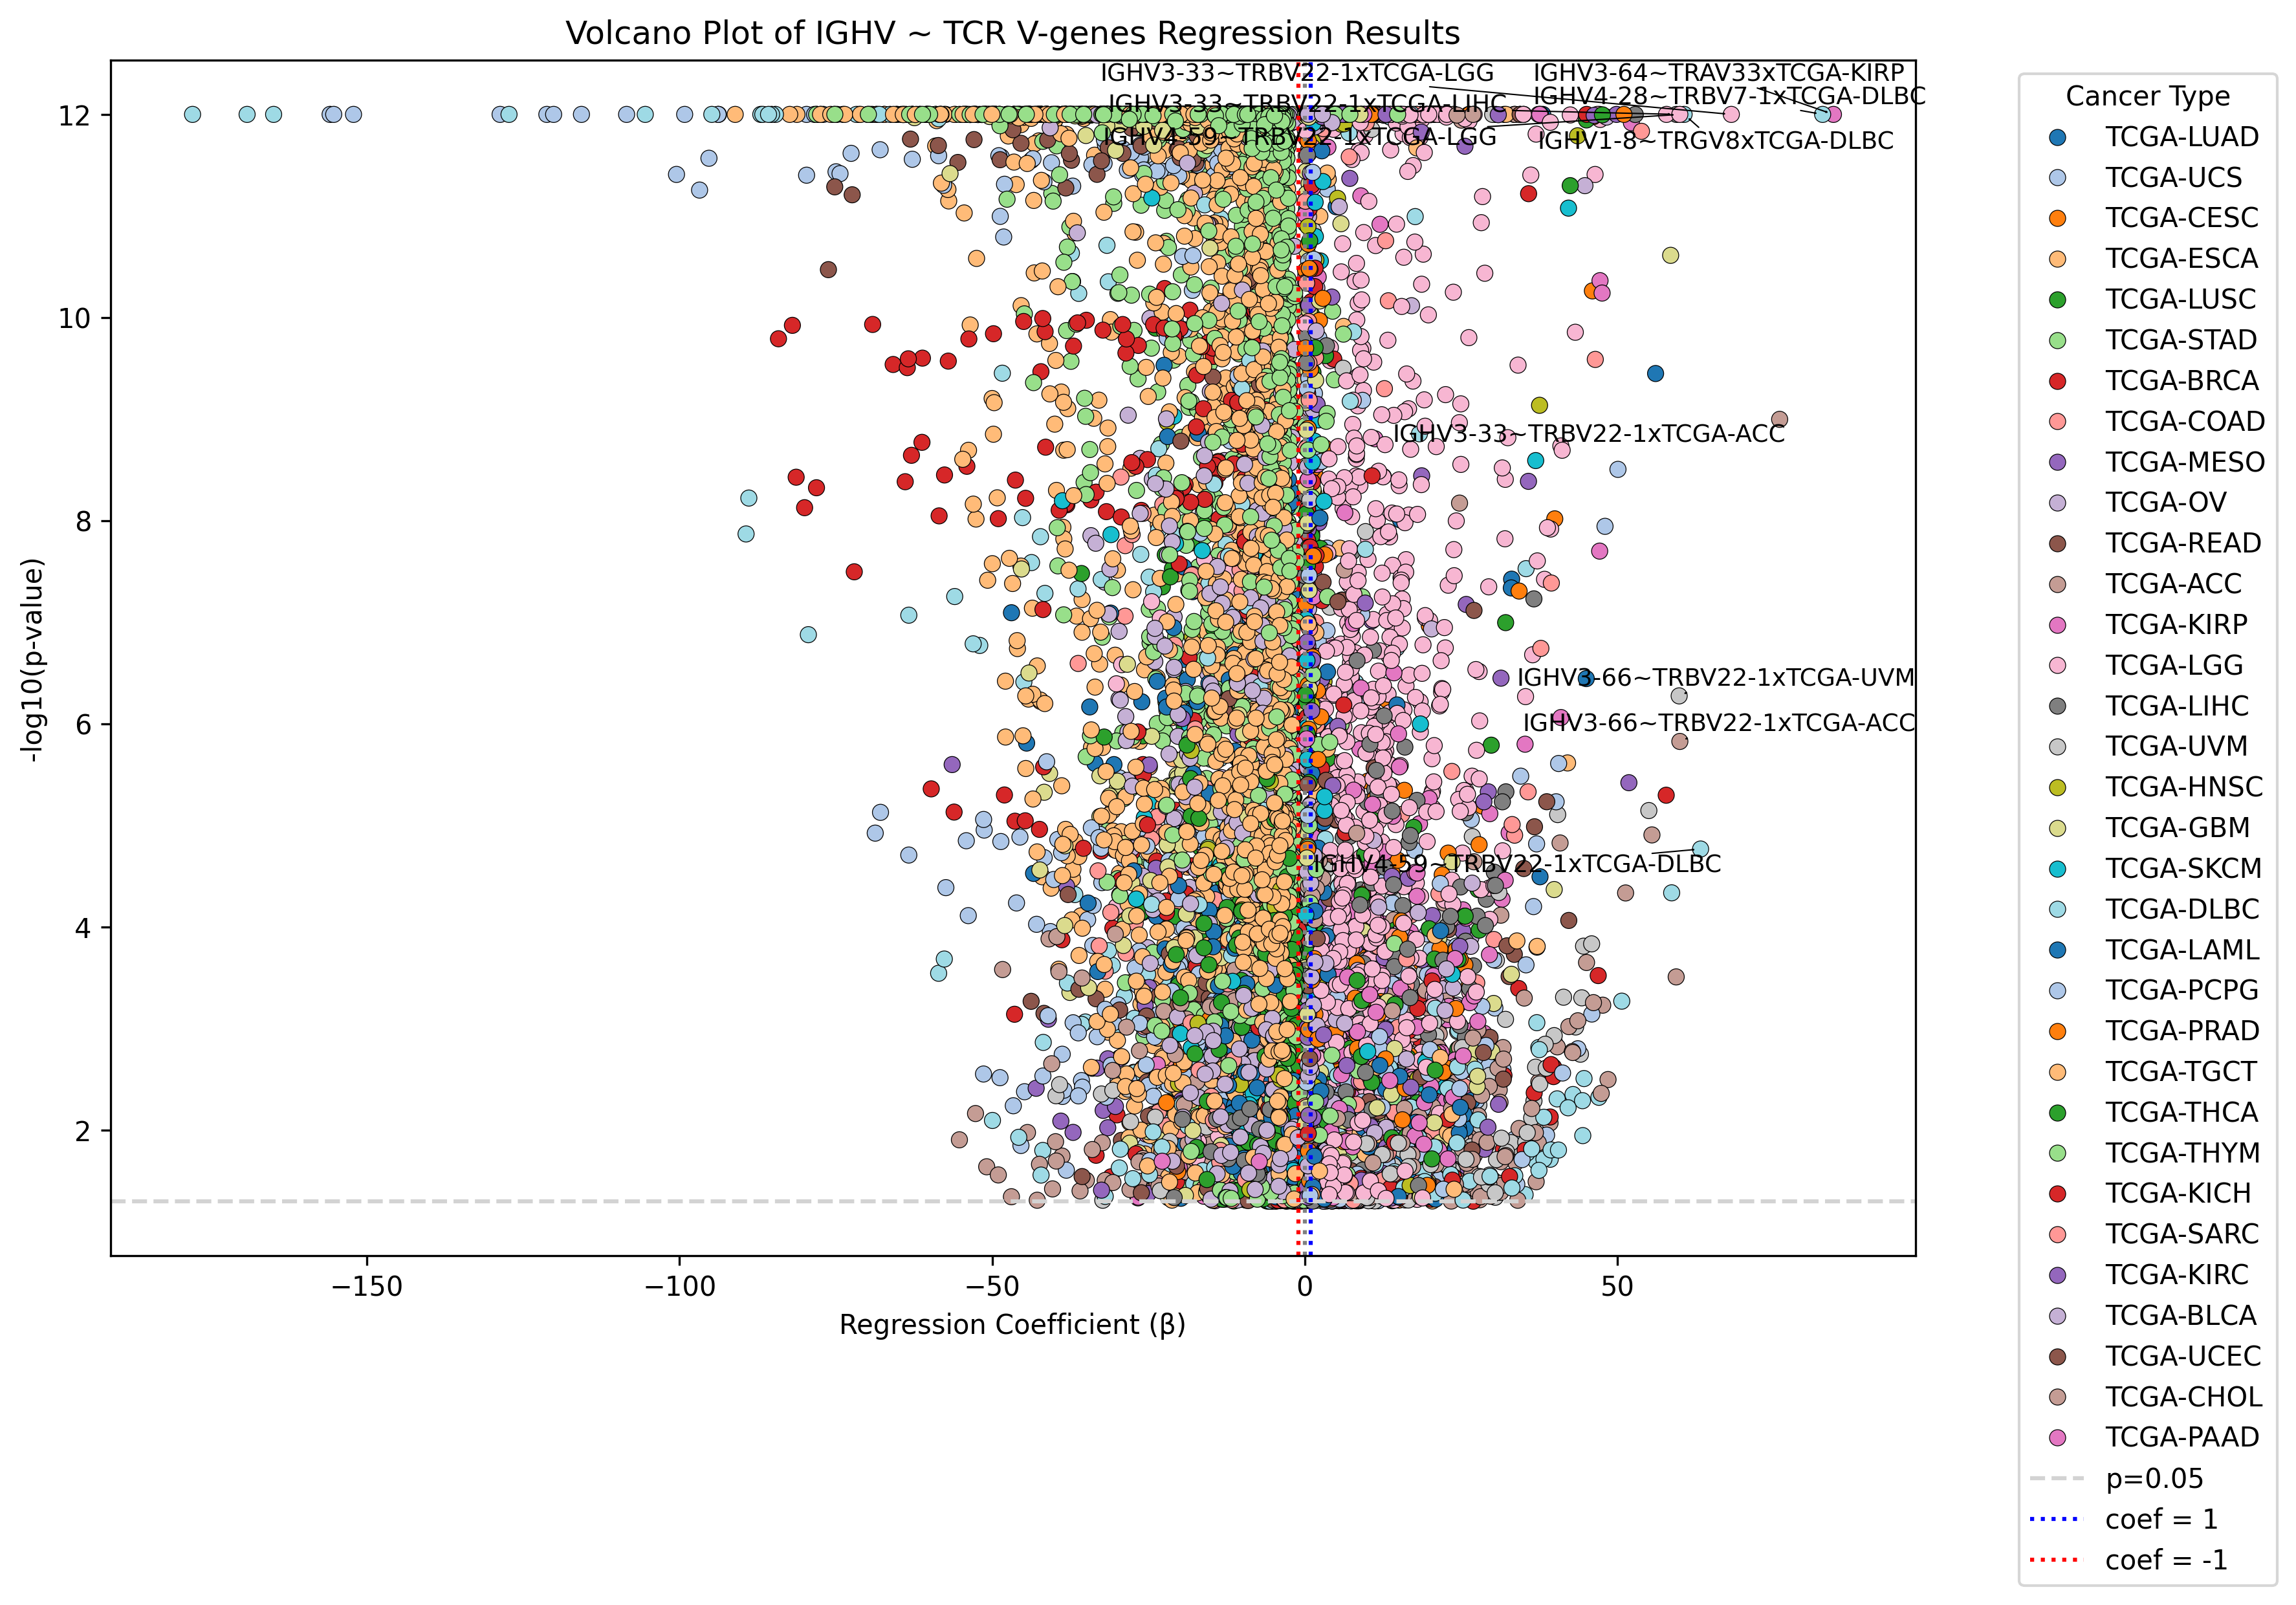 Volcano Plot of IGHV ~ TCR V-genes Regression Results
IGHV3-33~TRBV22-1xTCGA-LGG
IGHV3-64~TRAV33xTCGA-KIRP
IGHV3-33~TRBV22-1xTCGA-LIHC
IGHV4-28~TRBV7-1xTCGA-DLBC
IGHV4-59~TRBV22-1xTCGA-LGG
IGHV1-8~TRGV8xTCGA-DLBC
IGHV3-33~TRBV22-1xTCGA-ACC
IGHV3-66~TRBV22-1xTCGA-UVM
IGHV3-66~TRBV22-1xTCGA-ACC
IGHV4-59~TRBV22-1xTCGA-DLBC
12
10
8
6
4
2
-log10(p-value)
−150
−100
−50
0
50
Regression Coefficient (β)
Cancer Type
TCGA-LUAD
TCGA-UCS
TCGA-CESC
TCGA-ESCA
TCGA-LUSC
TCGA-STAD
TCGA-BRCA
TCGA-COAD
TCGA-MESO
TCGA-OV
TCGA-READ
TCGA-ACC
TCGA-KIRP
TCGA-LGG
TCGA-LIHC
TCGA-UVM
TCGA-HNSC
TCGA-GBM
TCGA-SKCM
TCGA-DLBC
TCGA-LAML
TCGA-PCPG
TCGA-PRAD
TCGA-TGCT
TCGA-THCA
TCGA-THYM
TCGA-KICH
TCGA-SARC
TCGA-KIRC
TCGA-BLCA
TCGA-UCEC
TCGA-CHOL
TCGA-PAAD
p=0.05
coef = 1
coef = -1